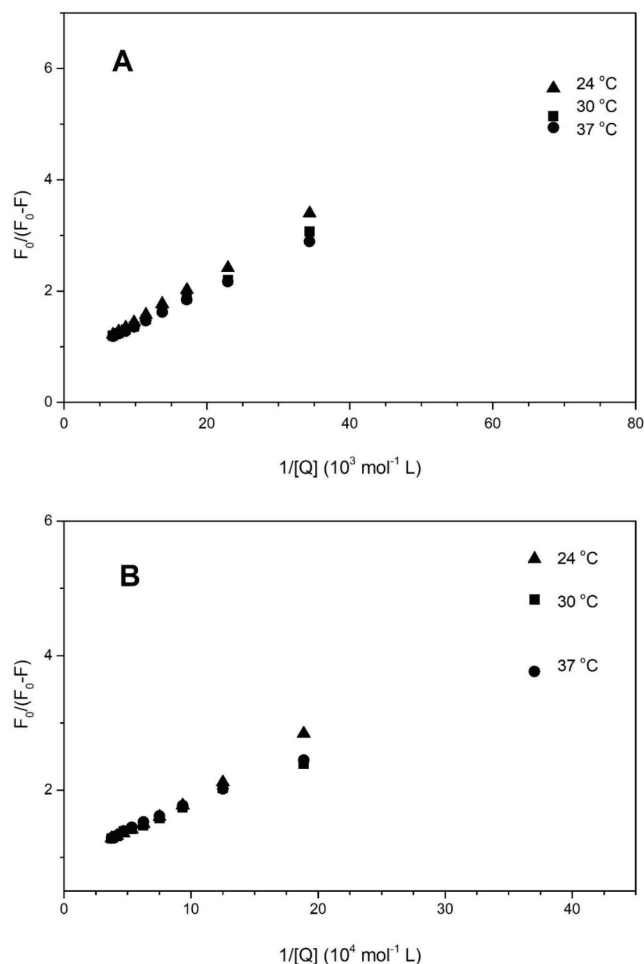 A
24 °C
30 °C
37 °C
6
4
2
0
F₀/(F₀-F)
0 20 40 60 80
1/[Q] (10³ mol⁻¹ L)
B
24 °C
30 °C
37 °C
6
4
2
F₀/(F₀-F)
0 10 20 30 40
1/[Q] (10⁴ mol⁻¹ L)